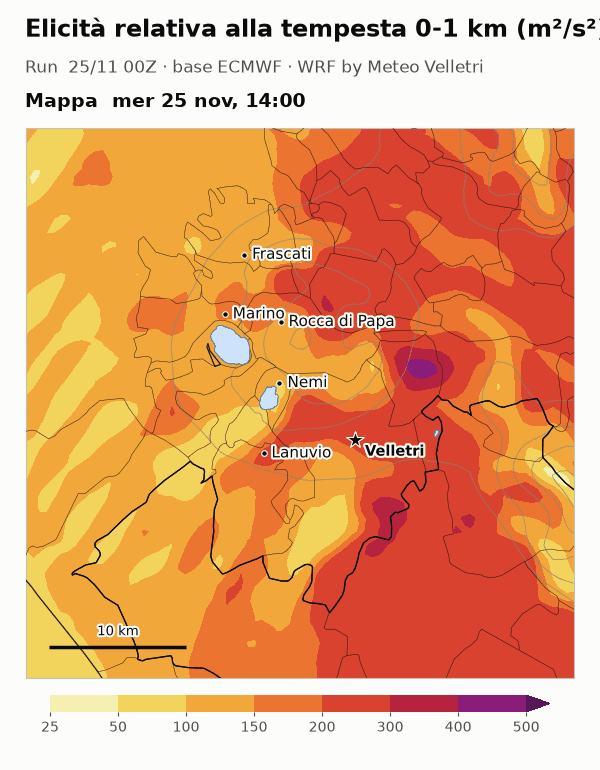 Elicità relativa alla tempesta 0-1 km (m²/s²)
Run  25/11 00Z · base ECMWF · WRF by Meteo Velletri
Mappa  mer 25 nov, 14:00
Frascati
Marino
Rocca di Papa
Nemi
Velletri
Lanuvio
10 km
25 50 100 150 200 300 400 500